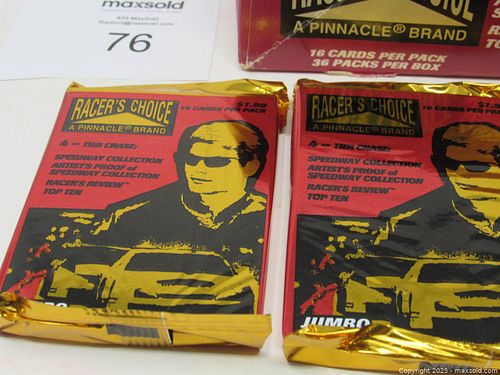 maxsold
76
A PINNACLE® BRAND
16 CARDS PER PACK
36 PACKS PER BOX
RACER'S CHOICE
A PINNACLE® BRAND
$1.99
16 CARDS PER PACK
4 - TIER CHASE:
SPEEDWAY COLLECTION
ARTIST'S PROOF of
SPEEDWAY COLLECTION
RACER'S REVIEW™
TOP TEN
RACER'S CHOICE
A PINNACLE® BRAND
16 CARDS PER
4 - TIER CHASE:
SPEEDWAY COLLECTION
ARTIST'S PROOF of
SPEEDWAY COLLECTION
RACER'S REVIEW™
TOP TEN
JUMBO
Copyright 2025 - maxsold.com